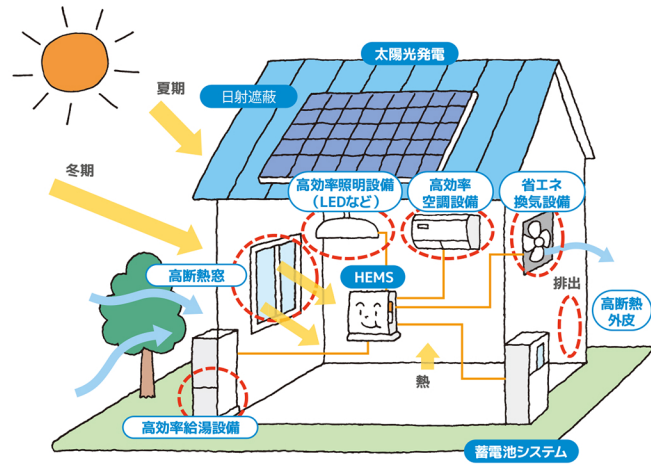 太陽光発電
夏期
日射遮蔽
冬期
高効率照明設備
(LEDなど)
高効率
空調設備
省エネ
換気設備
高断熱窓
HEMS
排出
高断熱
外皮
熱
高効率給湯設備
蓄電池システム